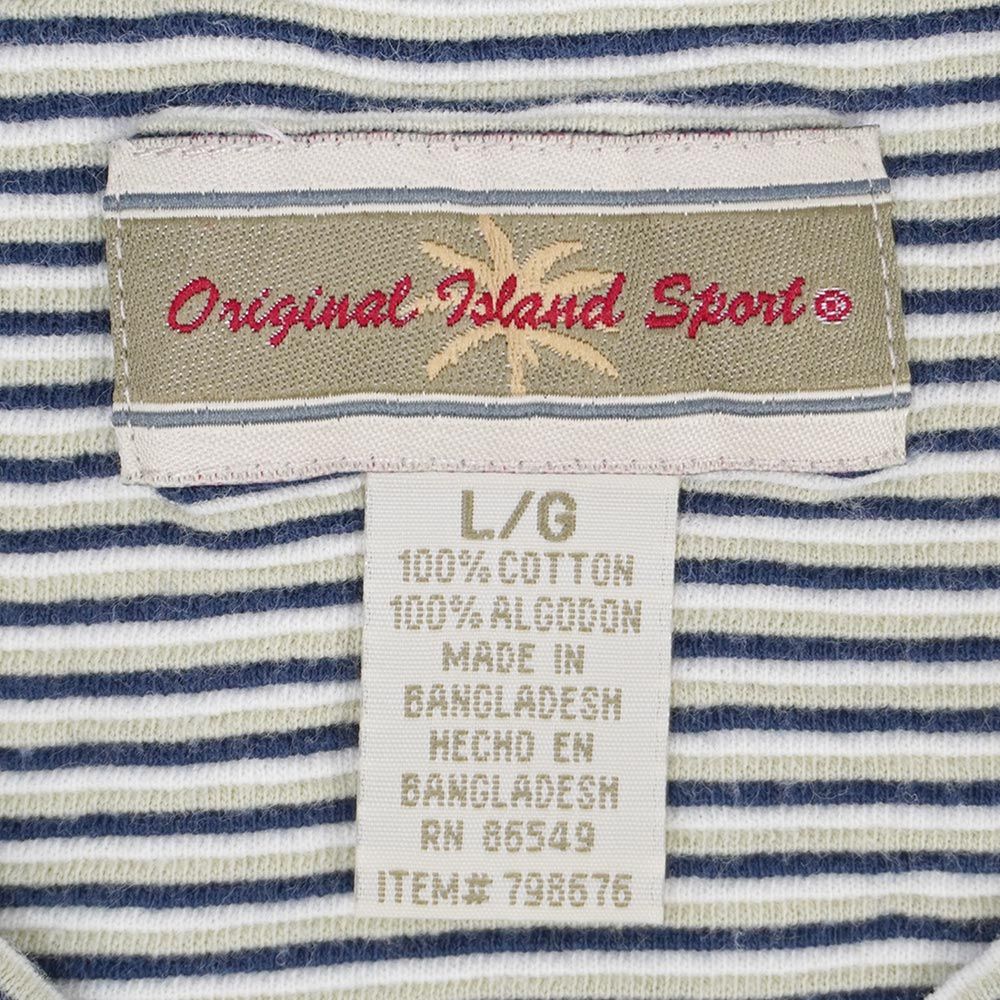 Original Island Sport®
L/G
100% COTTON
100% ALGODON
MADE IN
BANGLADESH
HECHO EN
BANGLADESH
RN 86549
ITEM# 798676